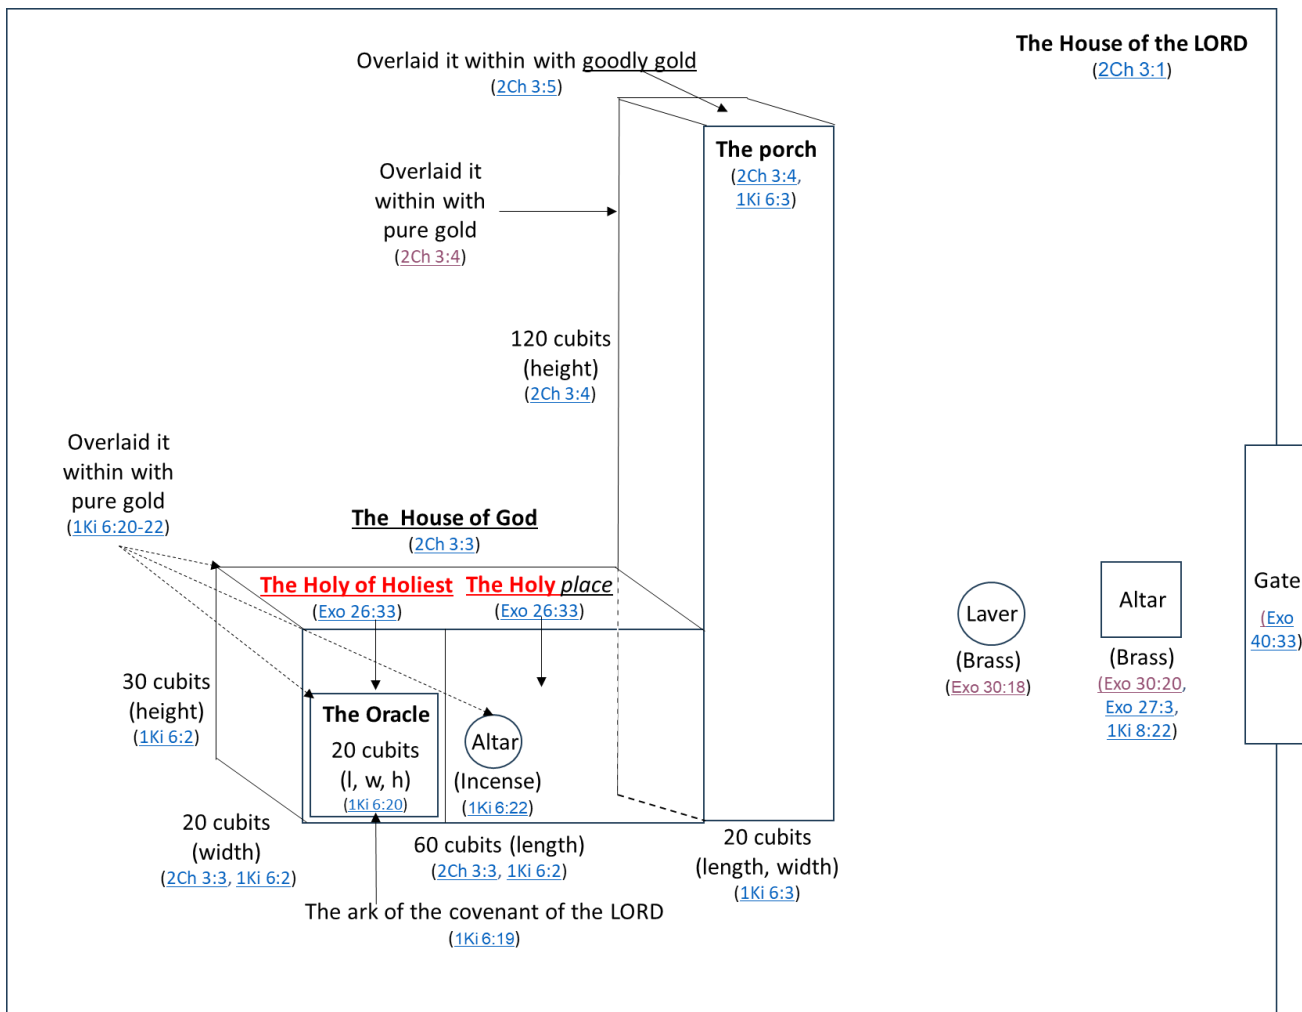 The House of the LORD
(2Ch 3:1)
Overlaid it within with goodly gold
(2Ch 3:5)
The porch
(2Ch 3:4,
1Ki 6:3)
Overlaid it
within with
pure gold
(2Ch 3:4)
120 cubits
(height)
(2Ch 3:4)
Overlaid it
within with
pure gold
(1Ki 6:20-22)
The House of God
(2Ch 3:3)
The Holy of Holiest
(Exo 26:33)
The Holy place
(Exo 26:33)
30 cubits
(height)
(1Ki 6:2)
The Oracle
20 cubits
(l, w, h)
(1Ki 6:20)
Altar
(Incense)
(1Ki 6:22)
20 cubits
(width)
(2Ch 3:3, 1Ki 6:2)
60 cubits (length)
(2Ch 3:3, 1Ki 6:2)
20 cubits
(length, width)
(1Ki 6:3)
The ark of the covenant of the LORD
(1Ki 6:19)
Laver
(Brass)
(Exo 30:18)
Altar
(Brass)
(Exo 30:20,
Exo 27:3,
1Ki 8:22)
Gate
(Exo
40:33)